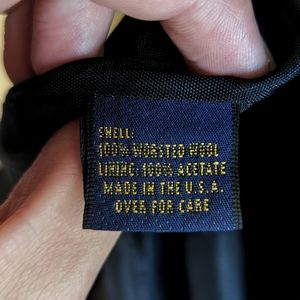 SHELL:
100% WORSTED WOOL
LINING: 100% ACETATE
MADE IN THE U.S.A.
OVER FOR CARE